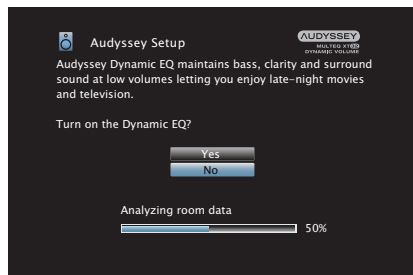 Audyssey Setup
AUDYSSEY
MULTEQ XT32
DYNAMIC VOLUME
Audyssey Dynamic EQ maintains bass, clarity and surround
sound at low volumes letting you enjoy late-night movies
and television.
Turn on the Dynamic EQ?
Yes
No
Analyzing room data
50%